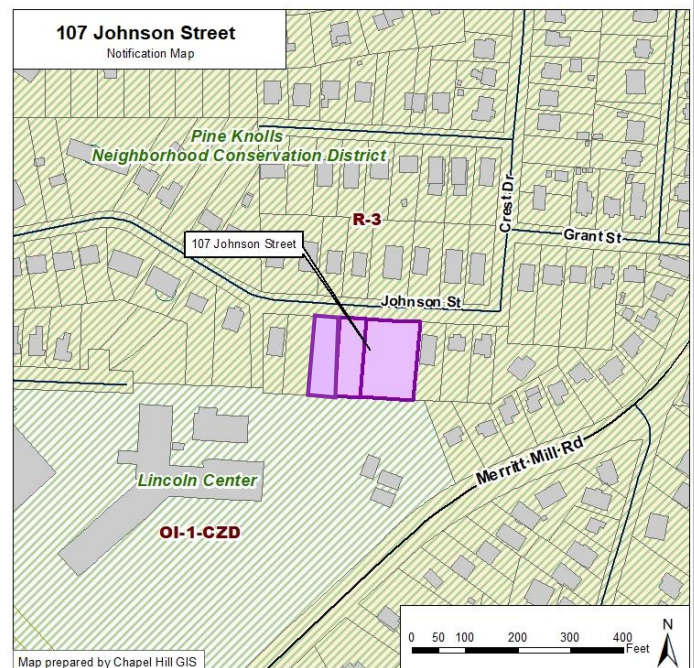 107 Johnson Street
Notification Map
Pine Knolls
Neighborhood Conservation District
R-3
Crest Dr
Grant St
107 Johnson Street
Johnson St
Merritt Mill Rd
Lincoln Center
OI-1-CZD
N
0 50 100 200 300 400
Feet
Map prepared by Chapel Hill GIS